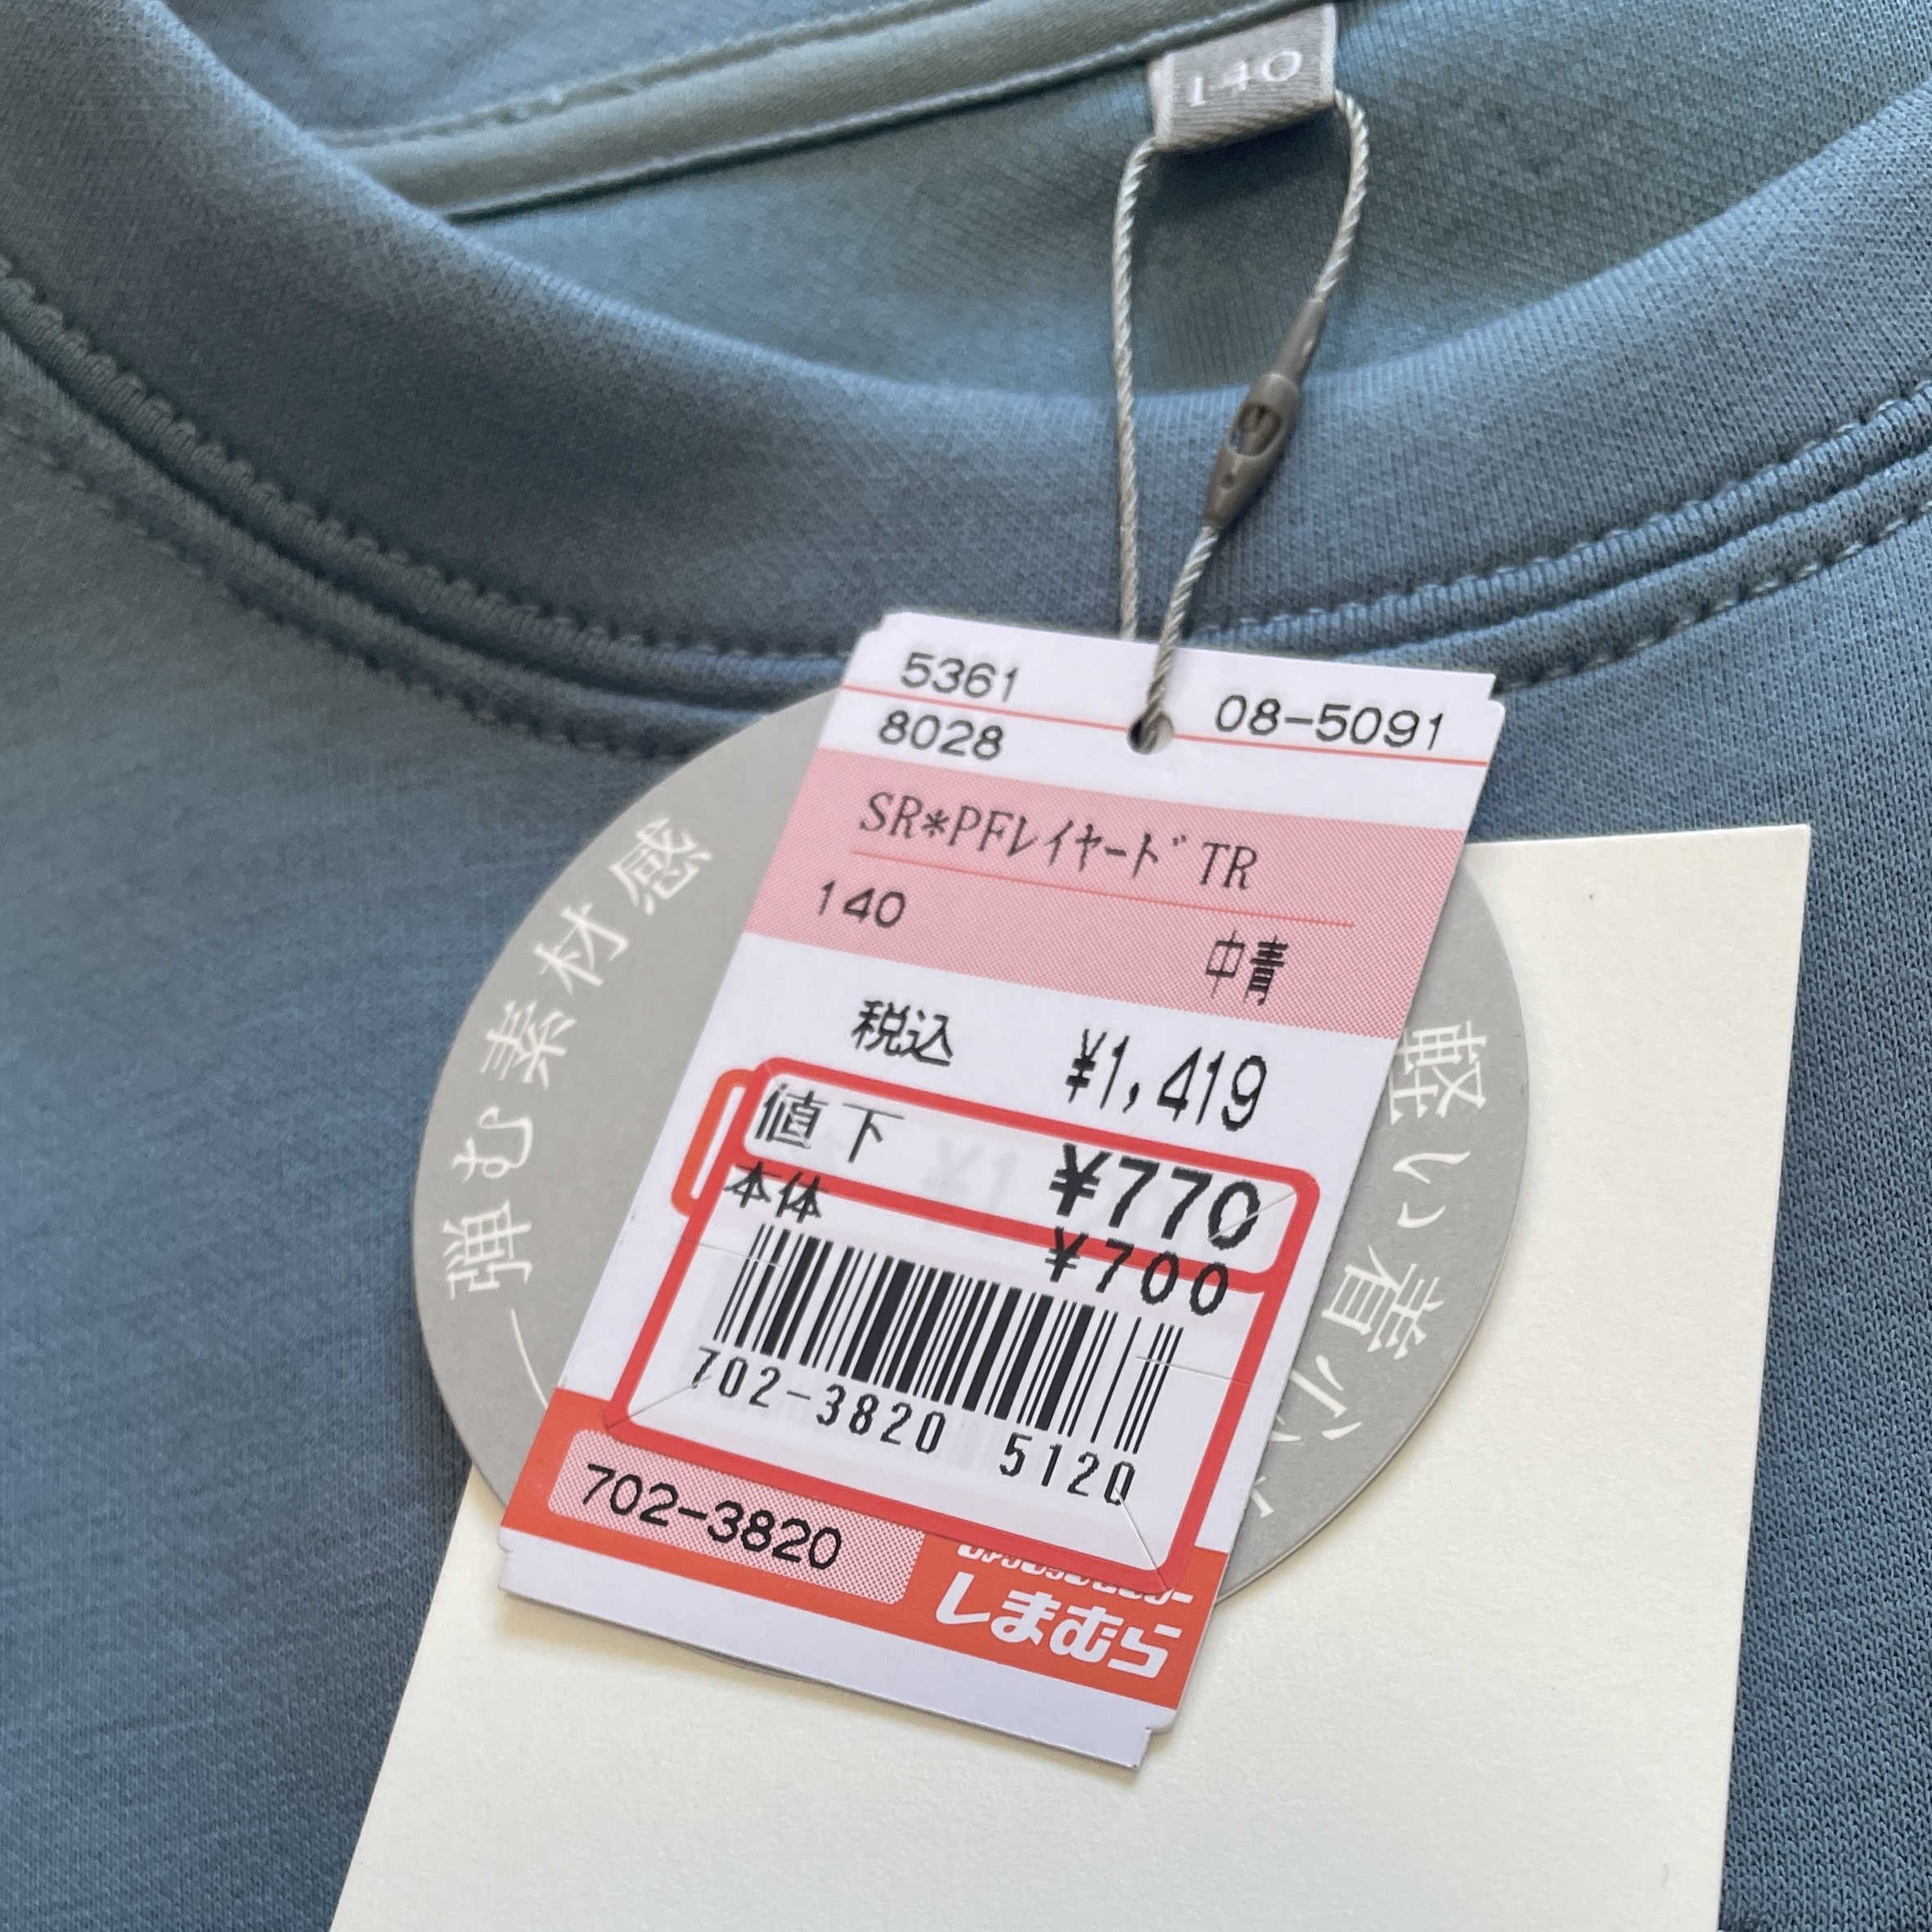 140
5361
08-5091
8028
SR*PFレイヤードTR
140
中青
税込 ¥1,419
値下 ¥770
本体 ¥700
702-3820 5120
702-3820
しまむら
弾む素材感
軽い着心